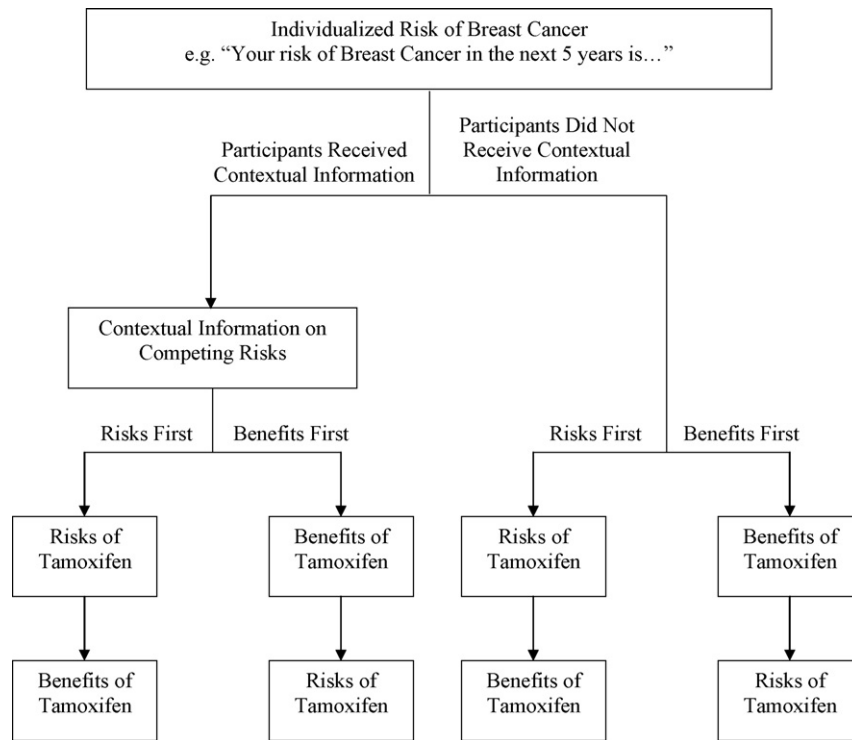 Individualized Risk of Breast Cancer
e.g. “Your risk of Breast Cancer in the next 5 years is…”
Participants Received
Contextual Information
Participants Did Not
Receive Contextual
Information
Contextual Information on
Competing Risks
Risks First
Benefits First
Risks First
Benefits First
Risks of
Tamoxifen
Benefits of
Tamoxifen
Risks of
Tamoxifen
Benefits of
Tamoxifen
Benefits of
Tamoxifen
Risks of
Tamoxifen
Benefits of
Tamoxifen
Risks of
Tamoxifen